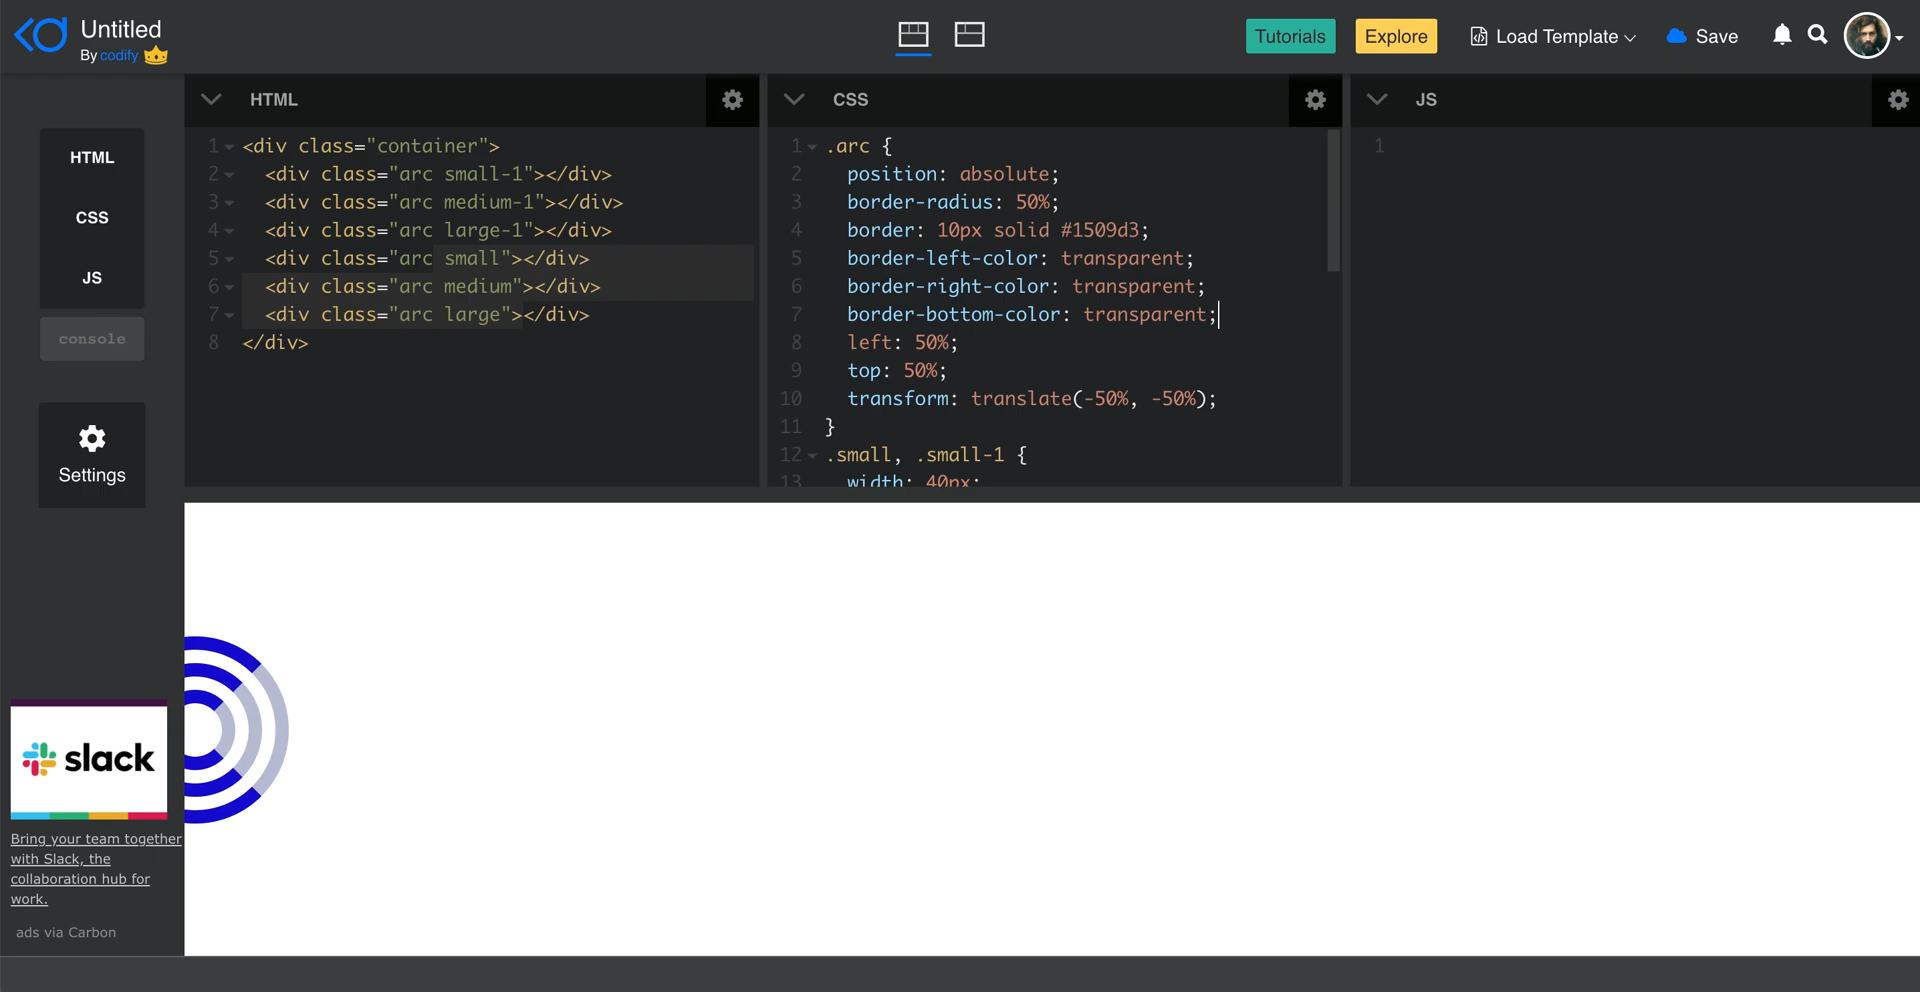 Untitled
By codify
Tutorials
Explore
Load Template
Save
HTML
CSS
JS
console
Settings
slack
Bring your team together
with Slack, the
collaboration hub for
work.
ads via Carbon
HTML
1 <div class="container">
2 <div class="arc small-1"></div>
3 <div class="arc medium-1"></div>
4 <div class="arc large-1"></div>
5 <div class="arc small"></div>
6 <div class="arc medium"></div>
7 <div class="arc large"></div>
8 </div>
CSS
1 .arc {
2 position: absolute;
3 border-radius: 50%;
4 border: 10px solid #1509d3;
5 border-left-color: transparent;
6 border-right-color: transparent;
7 border-bottom-color: transparent;
8 left: 50%;
9 top: 50%;
10 transform: translate(-50%, -50%);
11 }
12 .small, .small-1 {
13 width: 40px;
JS
1